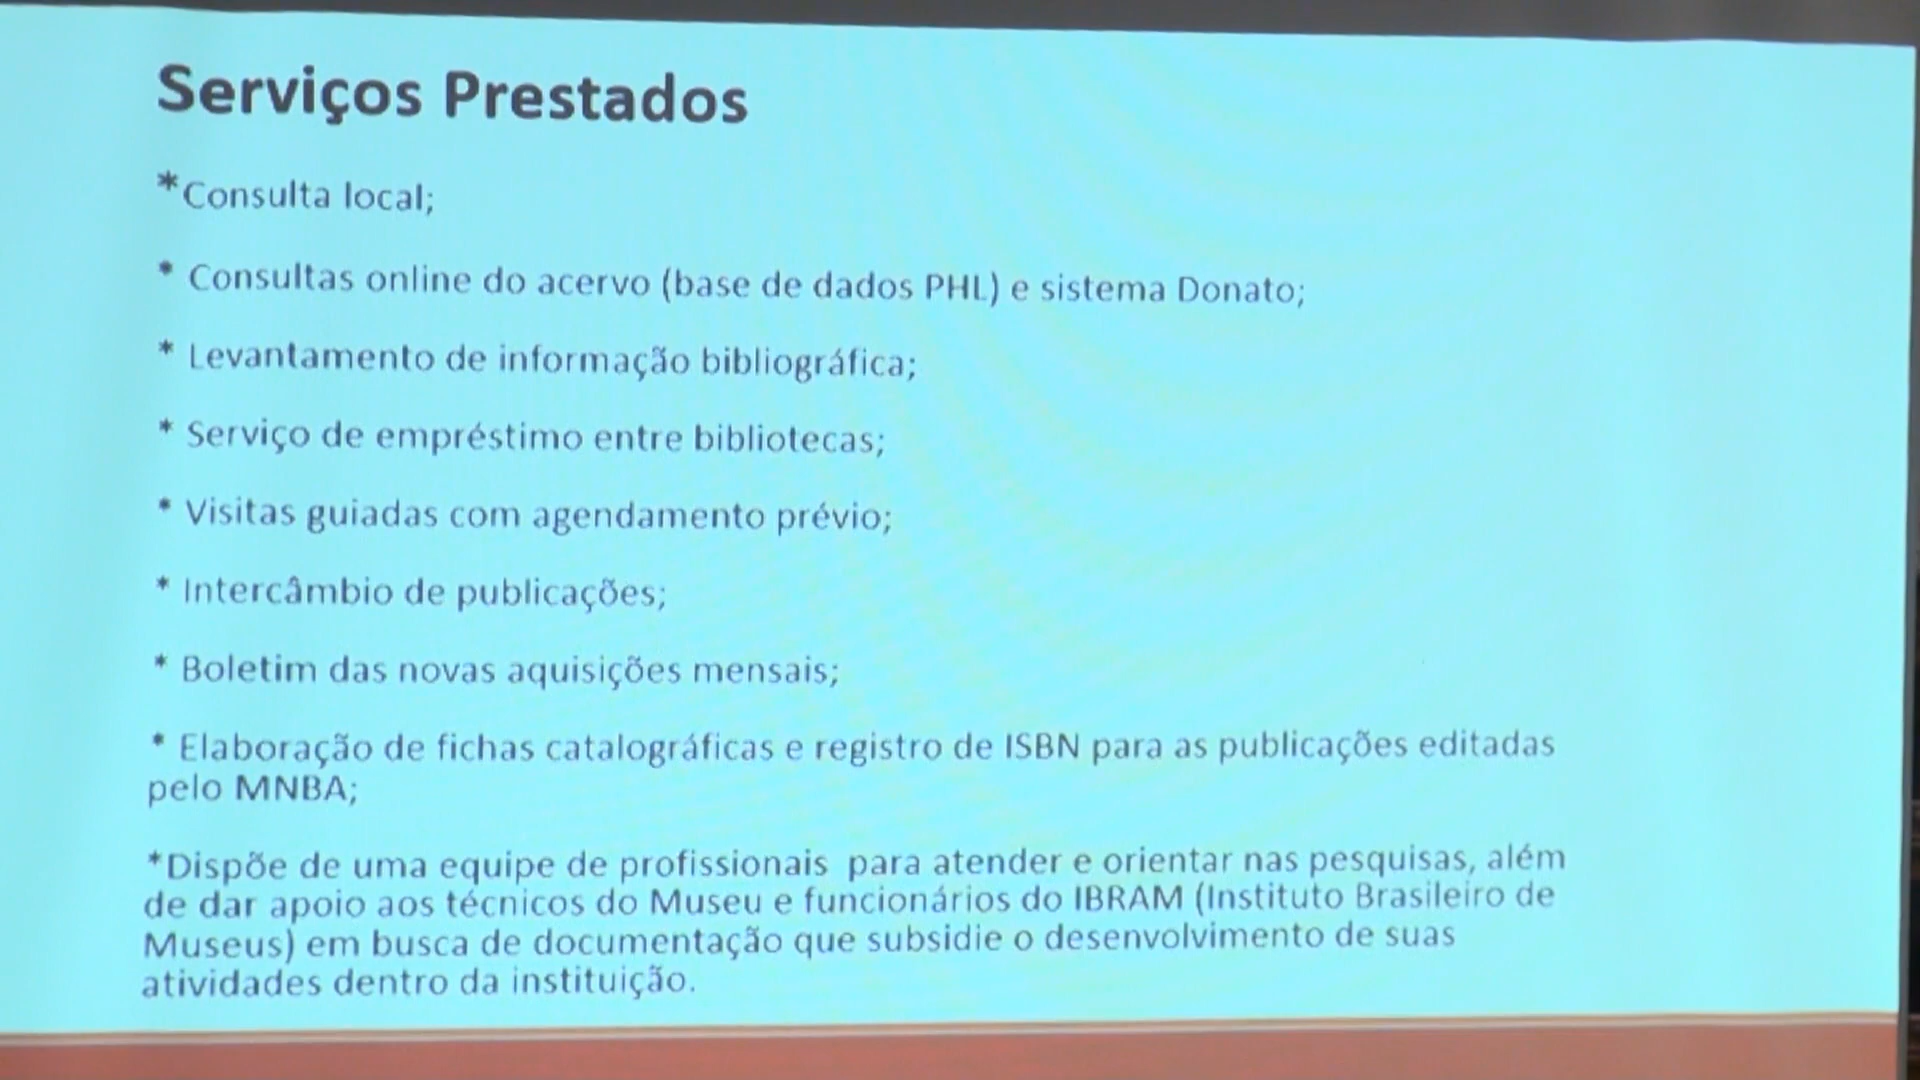 Serviços Prestados
*Consulta local;
* Consultas online do acervo (base de dados PHL) e sistema Donato;
* Levantamento de informação bibliográfica;
* Serviço de empréstimo entre bibliotecas;
* Visitas guiadas com agendamento prévio;
* Intercâmbio de publicações;
* Boletim das novas aquisições mensais;
* Elaboração de fichas catalográficas e registro de ISBN para as publicações editadas
pelo MNBA;
*Dispõe de uma equipe de profissionais para atender e orientar nas pesquisas, além
de dar apoio aos técnicos do Museu e funcionários do IBRAM (Instituto Brasileiro de
Museus) em busca de documentação que subsidie o desenvolvimento de suas
atividades dentro da instituição.